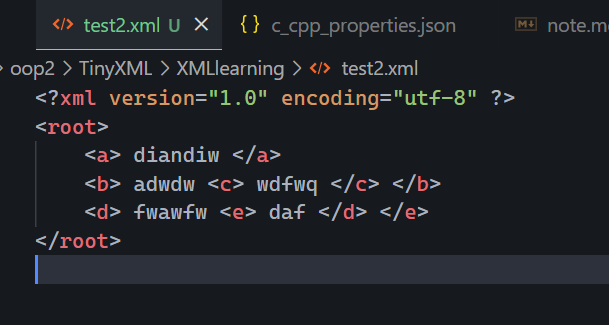 test2.xml U × {} c_cpp_properties.json note.m
oop2 > TinyXML > XMLlearning > test2.xml
<?xml version="1.0" encoding="utf-8" ?>
<root>
    <a> diandiw </a>
    <b> adwdw <c> wdfwq </c> </b>
    <d> fwawfw <e> daf </d> </e>
</root>